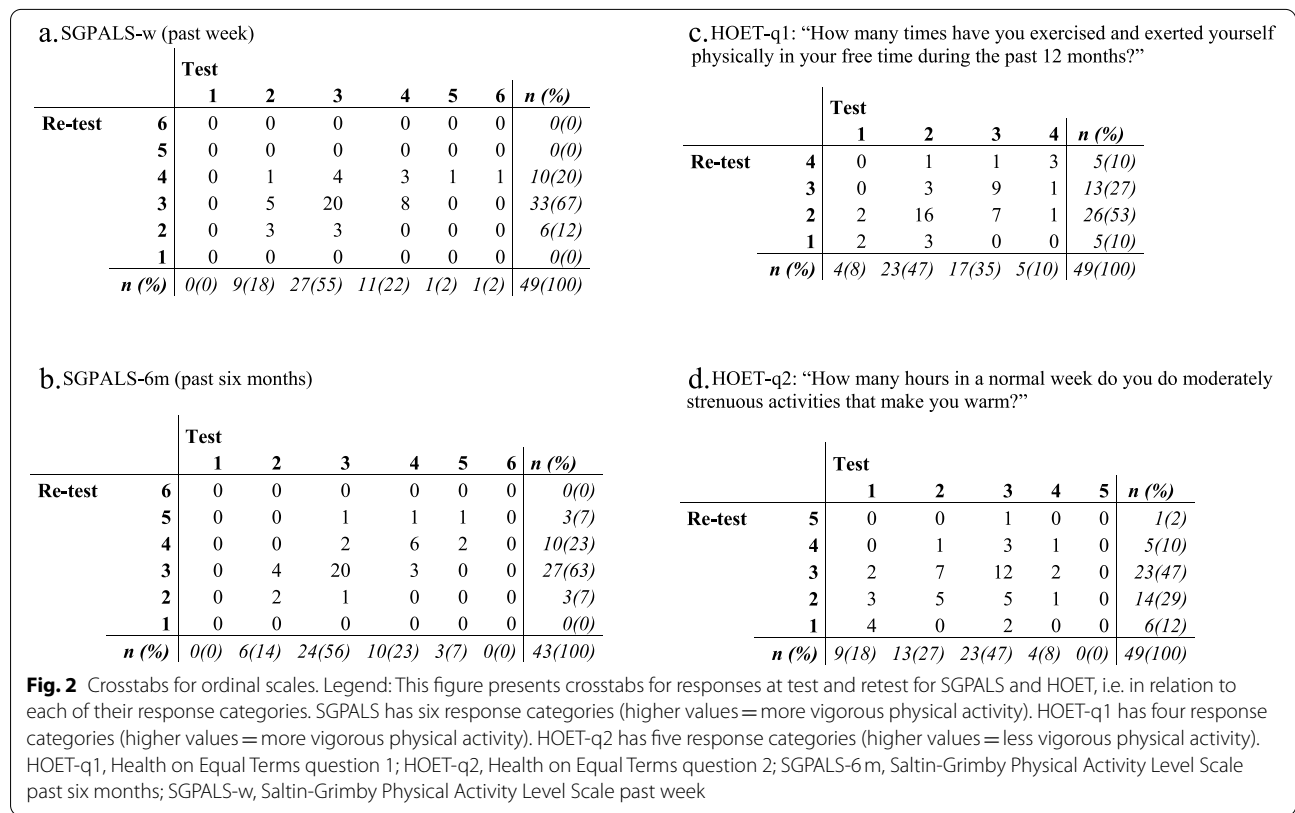 a. SGPALS-w (past week)
Test
1 2 3 4 5 6 n (%)
Re-test 6 0 0 0 0 0 0 0(0)
5 0 0 0 0 0 0 0(0)
4 0 1 4 3 1 1 10(20)
3 0 5 20 8 0 0 33(67)
2 0 3 3 0 0 0 6(12)
1 0 0 0 0 0 0 0(0)
n (%) 0(0) 9(18) 27(55) 11(22) 1(2) 1(2) 49(100)
b. SGPALS-6m (past six months)
Test
1 2 3 4 5 6 n (%)
Re-test 6 0 0 0 0 0 0 0(0)
5 0 0 1 1 1 0 3(7)
4 0 0 2 6 2 0 10(23)
3 0 4 20 3 0 0 27(63)
2 0 2 1 0 0 0 3(7)
1 0 0 0 0 0 0 0(0)
n (%) 0(0) 6(14) 24(56) 10(23) 3(7) 0(0) 43(100)
c. HOET-q1: “How many times have you exercised and exerted yourself
physically in your free time during the past 12 months?”
Test
1 2 3 4 n (%)
Re-test 4 0 1 1 3 5(10)
3 0 3 9 1 13(27)
2 2 16 7 1 26(53)
1 2 3 0 0 5(10)
n (%) 4(8) 23(47) 17(35) 5(10) 49(100)
d. HOET-q2: “How many hours in a normal week do you do moderately
strenuous activities that make you warm?”
Test
1 2 3 4 5 n (%)
Re-test 5 0 0 1 0 0 1(2)
4 0 1 3 1 0 5(10)
3 2 7 12 2 0 23(47)
2 3 5 5 1 0 14(29)
1 4 0 2 0 0 6(12)
n (%) 9(18) 13(27) 23(47) 4(8) 0(0) 49(100)
Fig. 2 Crosstabs for ordinal scales. Legend: This figure presents crosstabs for responses at test and retest for SGPALS and HOET, i.e. in relation to
each of their response categories. SGPALS has six response categories (higher values = more vigorous physical activity). HOET-q1 has four response
categories (higher values = more vigorous physical activity). HOET-q2 has five response categories (higher values = less vigorous physical activity).
HOET-q1, Health on Equal Terms question 1; HOET-q2, Health on Equal Terms question 2; SGPALS-6 m, Saltin-Grimby Physical Activity Level Scale
past six months; SGPALS-w, Saltin-Grimby Physical Activity Level Scale past week